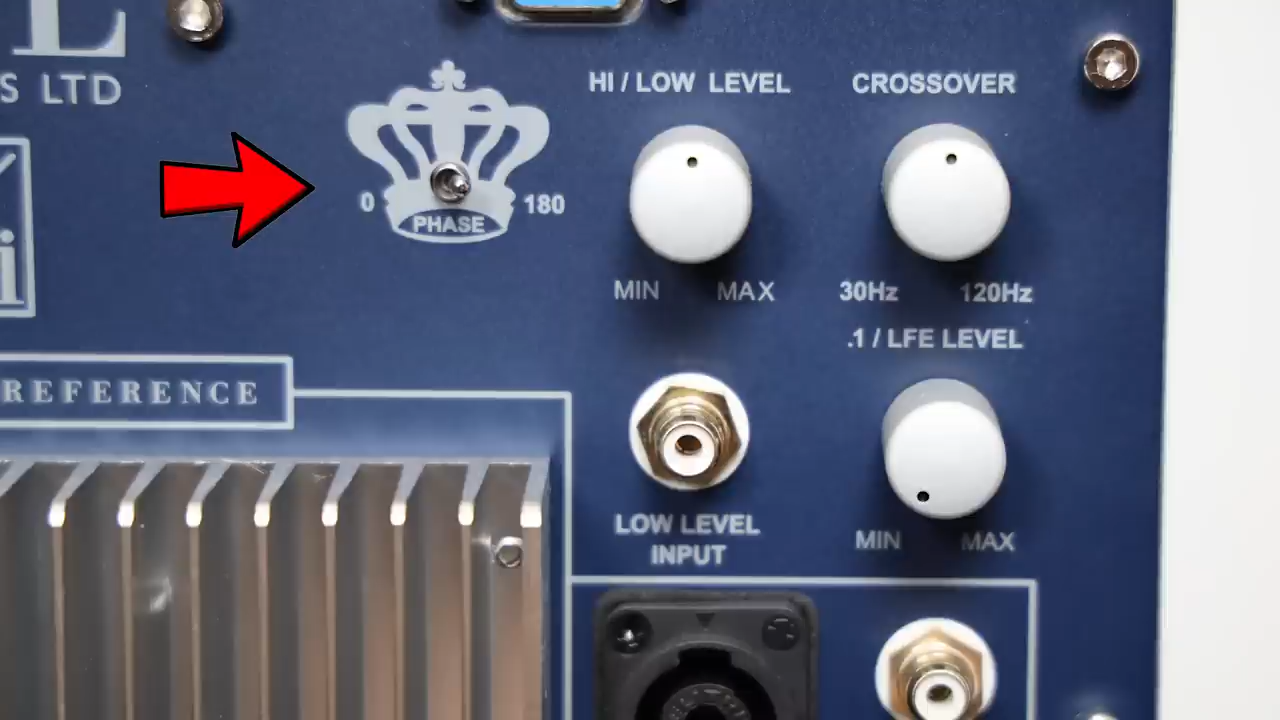 L
S LTD
i
0
180
PHASE
HI / LOW LEVEL
MIN MAX
CROSSOVER
30Hz 120Hz
.1 / LFE LEVEL
MIN MAX
REFERENCE
LOW LEVEL
INPUT